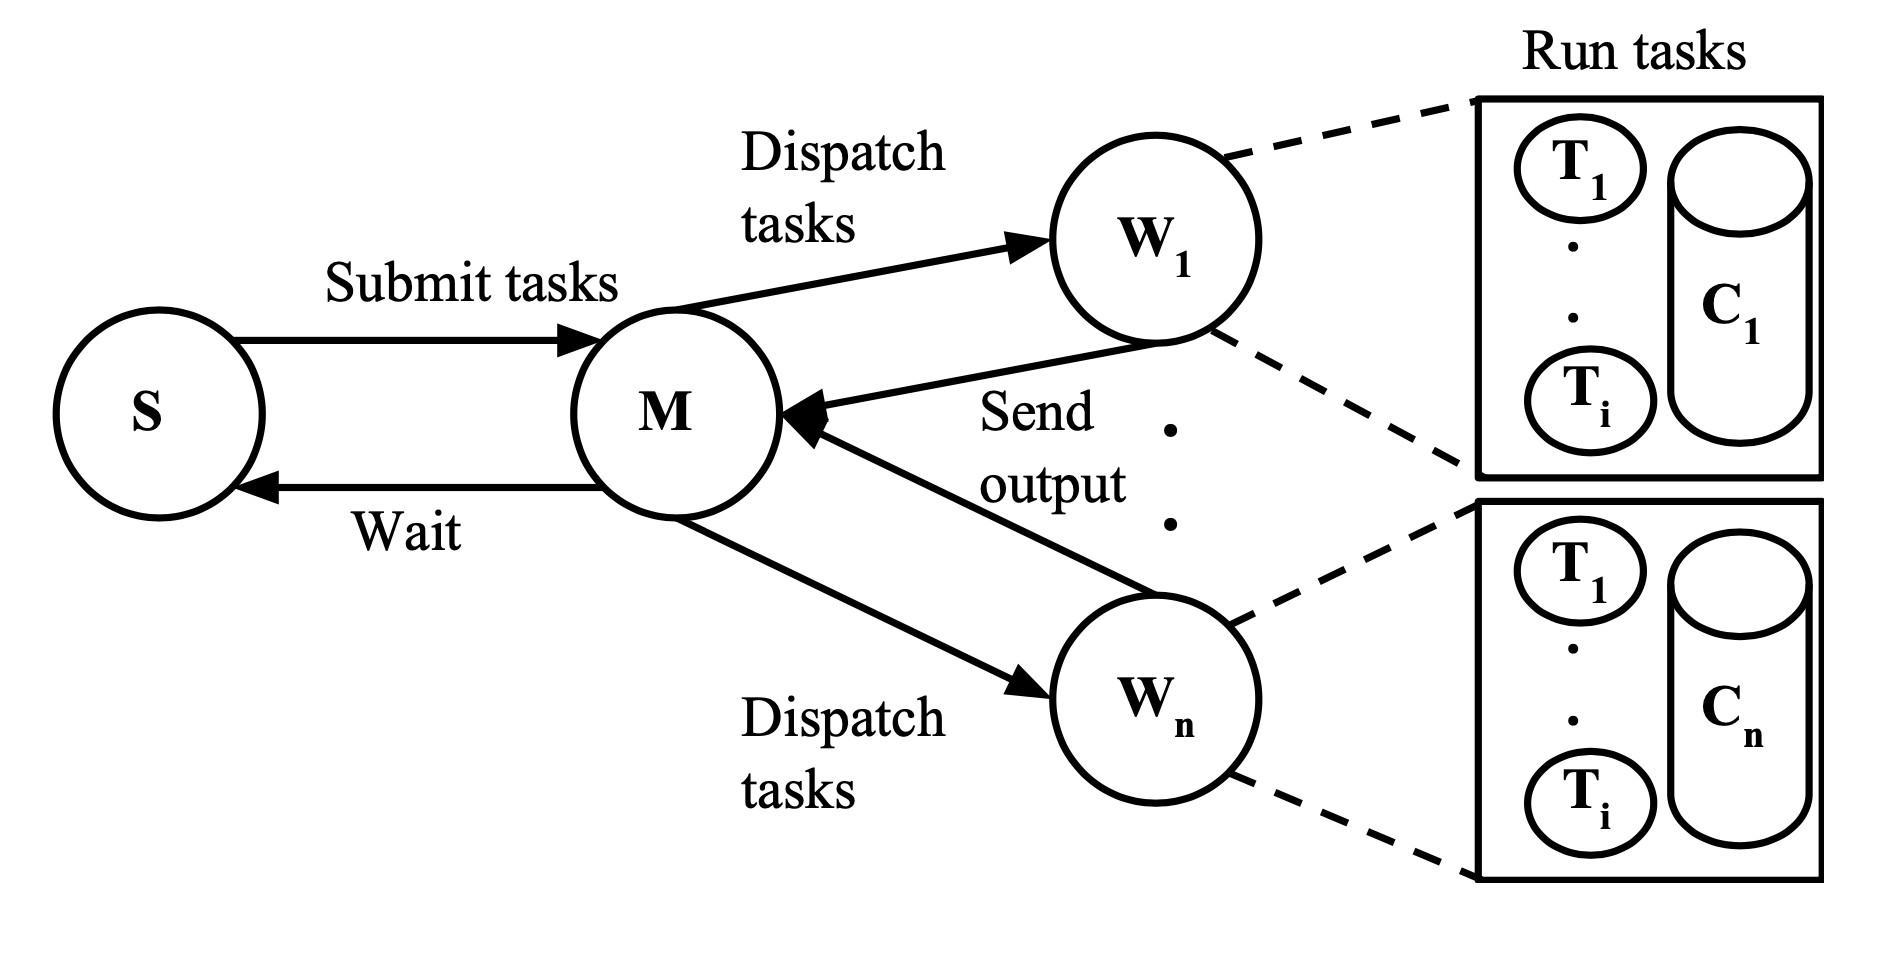 Run tasks
Dispatch
tasks
Submit tasks
S
M
Wait
W1
Send
output
Wn
Dispatch
tasks
T1
Ti
C1
T1
Ti
Cn